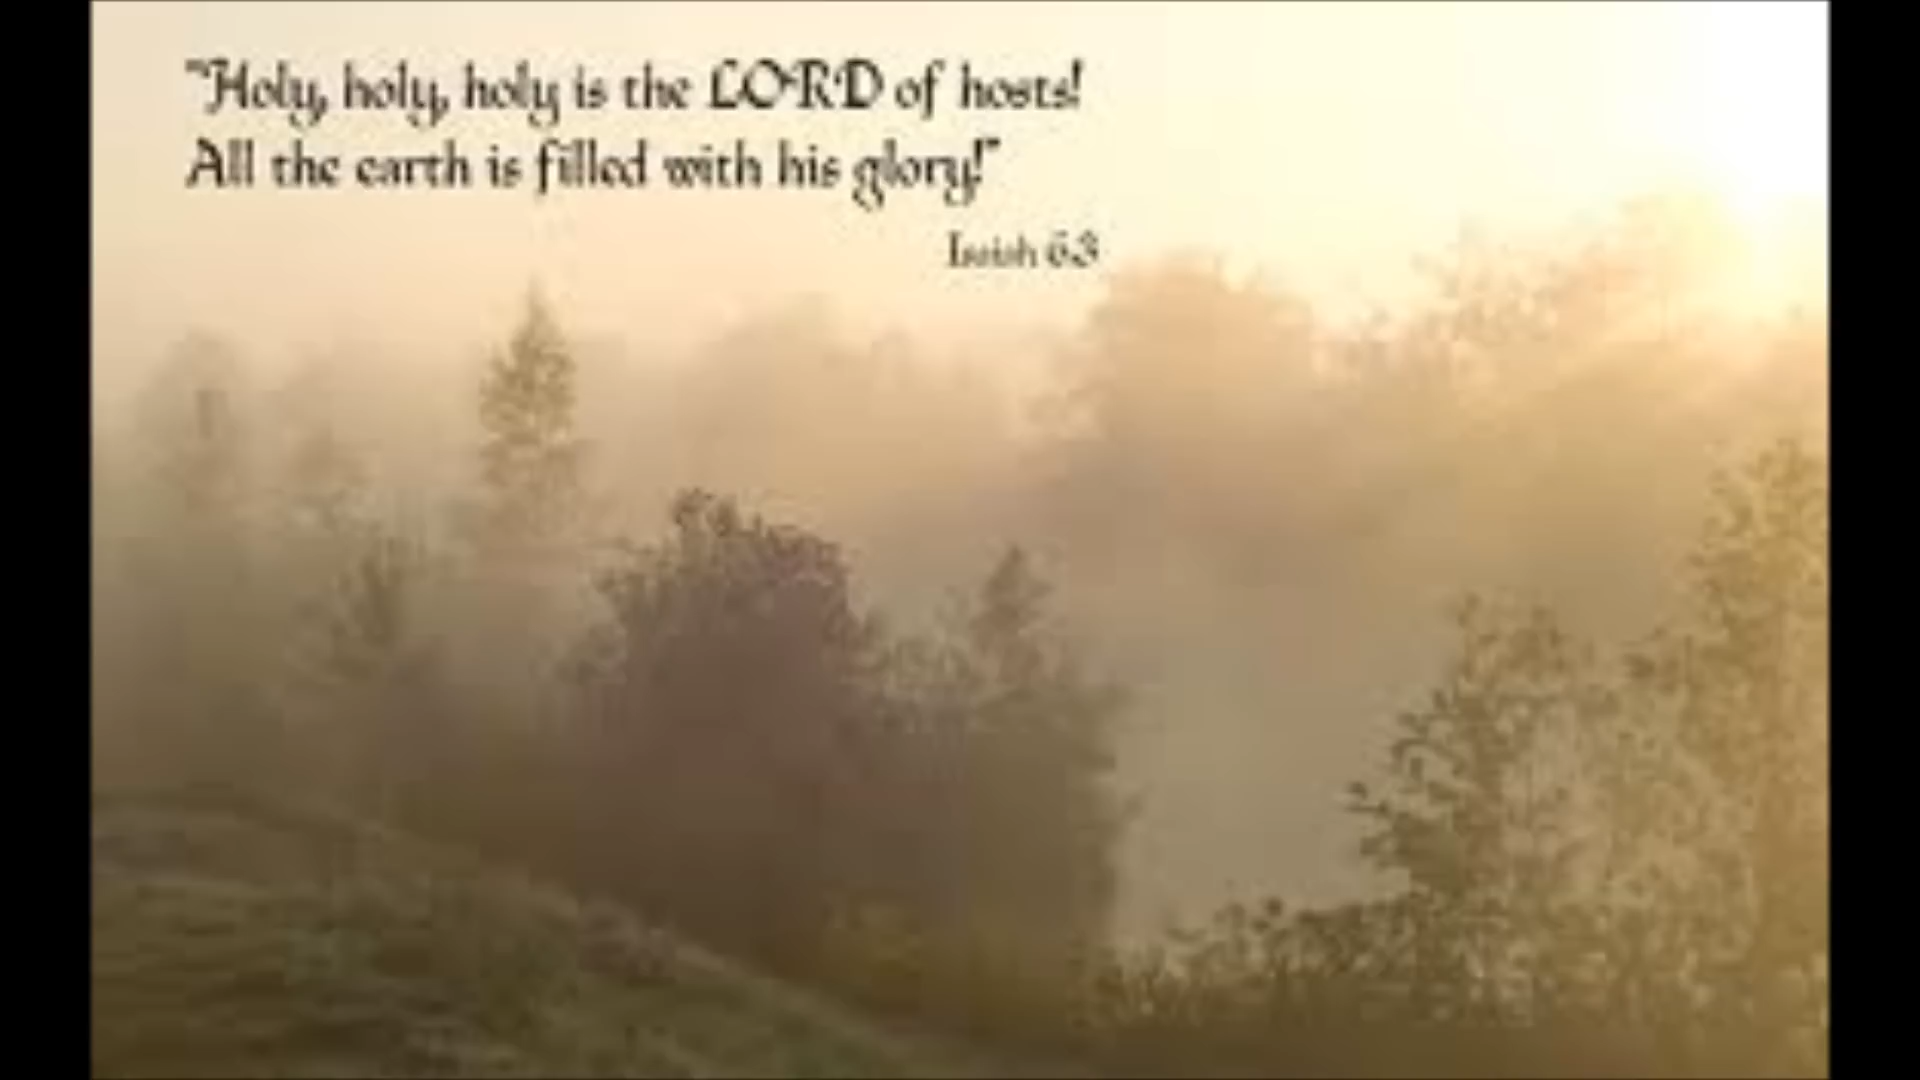 "Holy, holy, holy is the LORD of hosts!
All the earth is filled with his glory!"
Isaiah 6:3